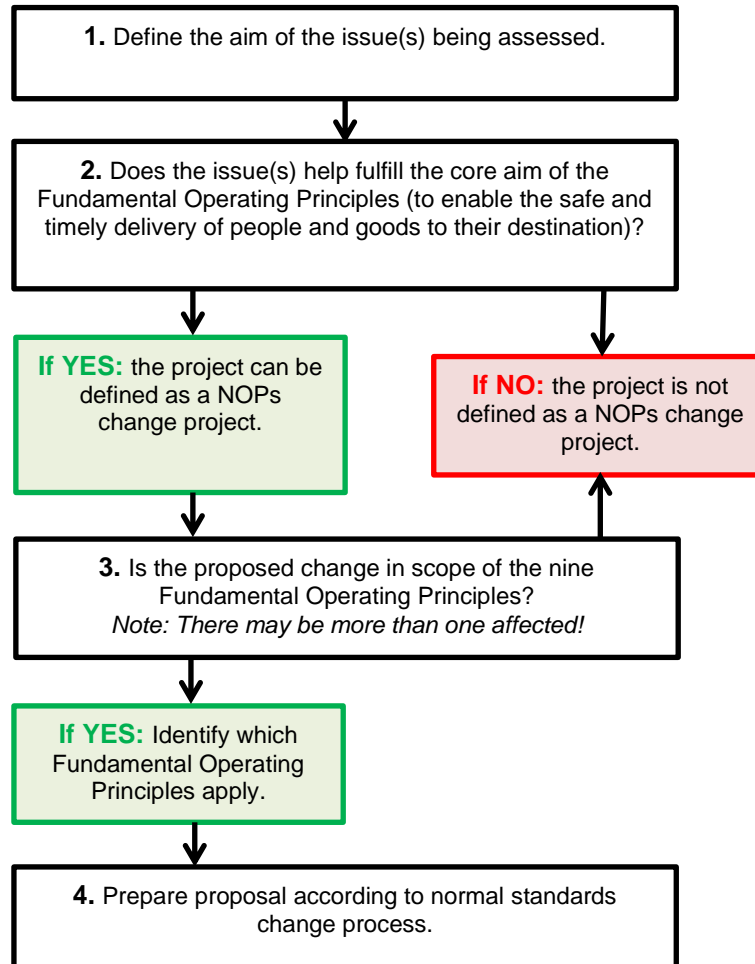 1. Define the aim of the issue(s) being assessed.
2. Does the issue(s) help fulfill the core aim of the
Fundamental Operating Principles (to enable the safe and
timely delivery of people and goods to their destination)?
If YES: the project can be
defined as a NOPs
change project.
If NO: the project is not
defined as a NOPs change
project.
3. Is the proposed change in scope of the nine
Fundamental Operating Principles?
Note: There may be more than one affected!
If YES: Identify which
Fundamental Operating
Principles apply.
4. Prepare proposal according to normal standards
change process.